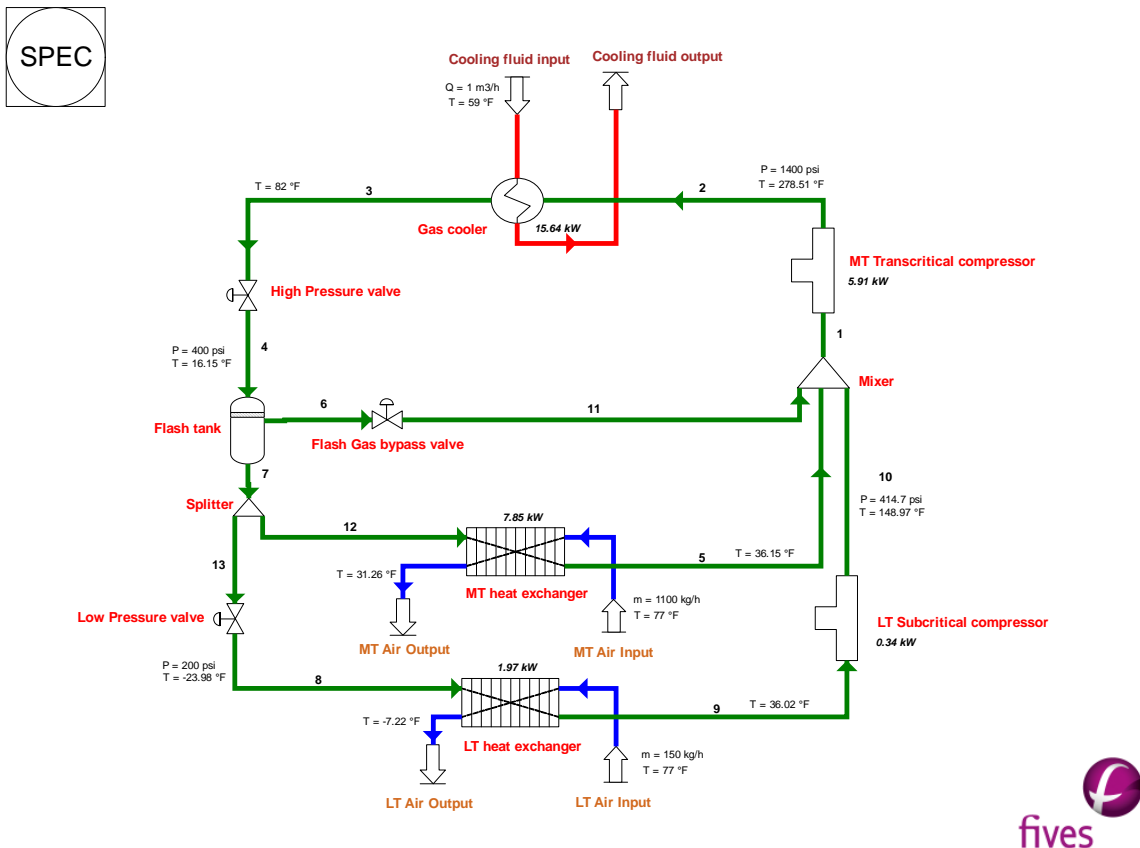 SPEC
Cooling fluid input
Cooling fluid output
Q = 1 m3/h
T = 59 °F
T = 82 °F
3
2
P = 1400 psi
T = 278.51 °F
Gas cooler
15.64 kW
MT Transcritical compressor
5.91 kW
High Pressure valve
4
P = 400 psi
T = 16.15 °F
1
Mixer
6
11
Flash tank
Flash Gas bypass valve
7
Splitter
10
P = 414.7 psi
T = 148.97 °F
12
7.85 kW
5
T = 36.15 °F
13
T = 31.26 °F
MT heat exchanger
m = 1100 kg/h
T = 77 °F
Low Pressure valve
LT Subcritical compressor
0.34 kW
MT Air Output
MT Air Input
P = 200 psi
T = -23.98 °F
8
1.97 kW
9
T = 36.02 °F
T = -7.22 °F
LT heat exchanger
m = 150 kg/h
T = 77 °F
LT Air Output
LT Air Input
fives